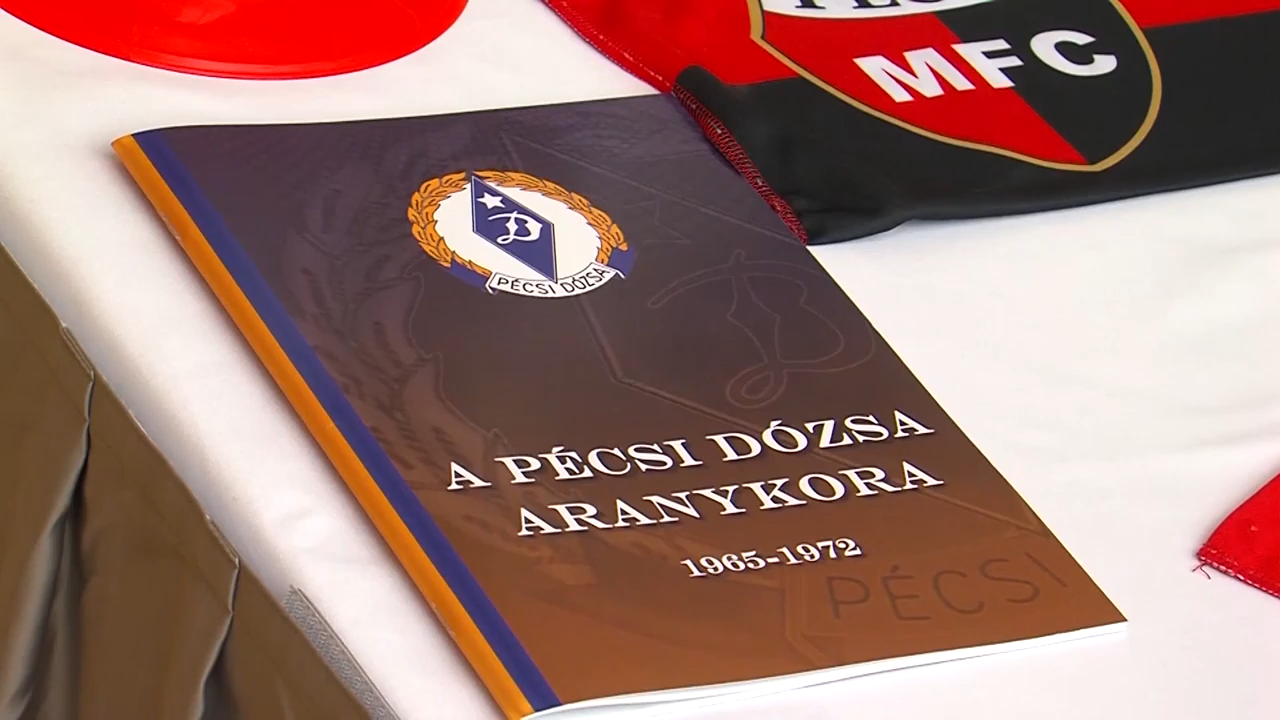 MFC
D
PÉCSI DÓZSA
A PÉCSI DÓZSA
ARANYKORA
1965-1972
PÉCSI